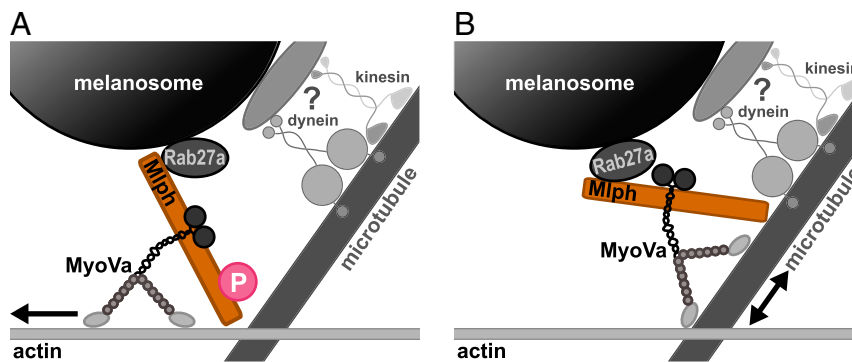 A
melanosome
kinesin
?
dynein
Rab27a
Mlph
MyoVa
P
microtubule
actin
B
melanosome
kinesin
?
dynein
Rab27a
Mlph
MyoVa
microtubule
actin